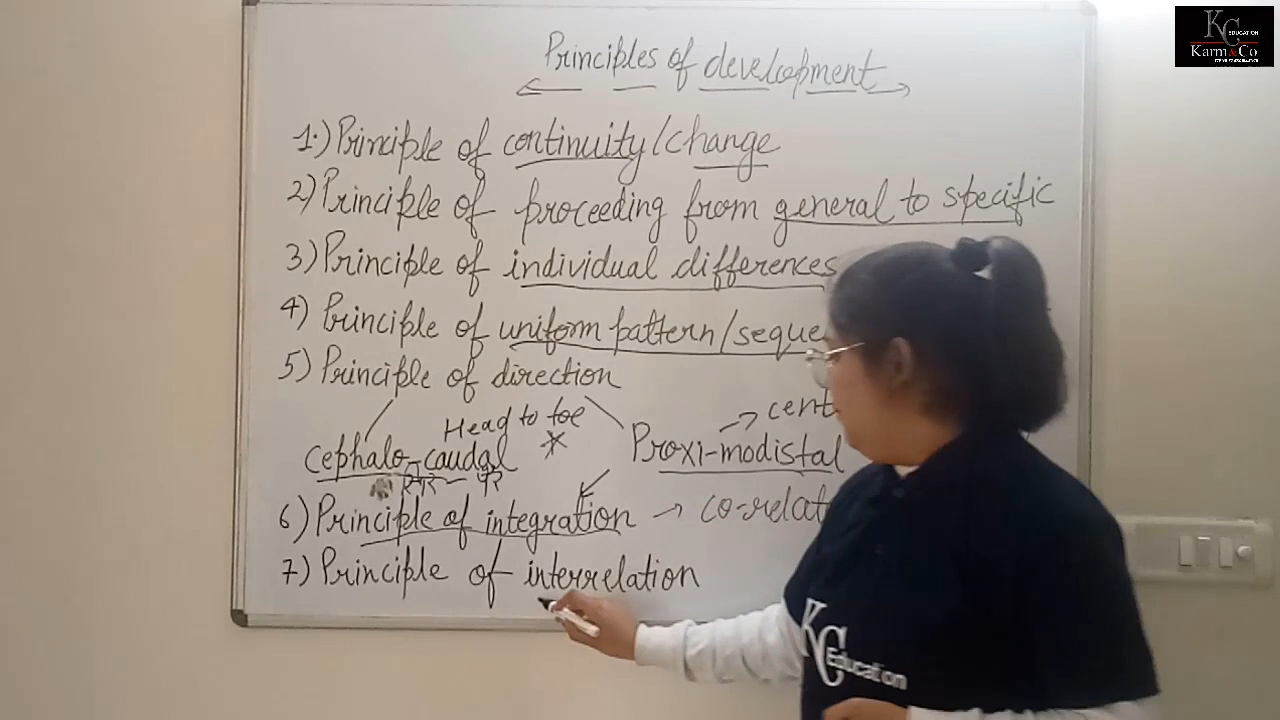 Principles of development
1.) Principle of continuity/change
2) Principle of proceeding from general to specific
3) Principle of individual differences
4) Principle of uniform pattern/seque
5) Principle of direction
Head to toe
cent
Cephalo-caudal
Proxi-modistal
6) Principle of integration → co-relat
7) Principle of interrelation
KC EDUCATION
Karm&Co
KC Education